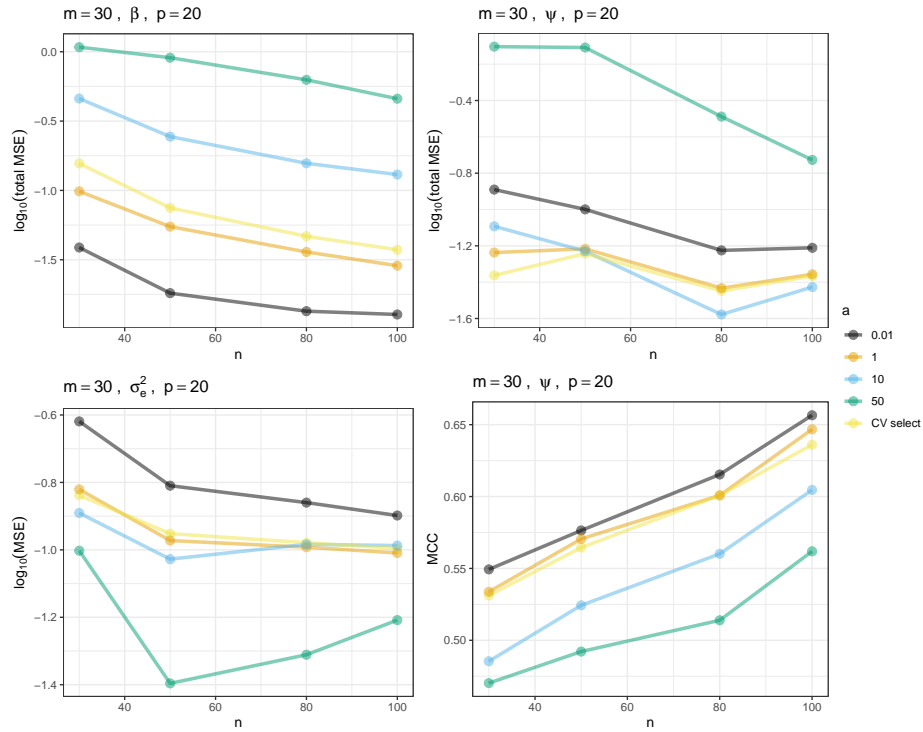 m = 30 , β, p = 20
0.0
−0.5
−1.0
−1.5
log10(total MSE)
40 60 80 100
n
m = 30 , ψ, p = 20
−0.4
−0.8
−1.2
−1.6
log10(total MSE)
40 60 80 100
n
m = 30 , σ²e, p = 20
−0.6
−0.8
−1.0
−1.2
−1.4
log10(MSE)
40 60 80 100
n
m = 30 , ψ, p = 20
0.65
0.60
0.55
0.50
MCC
40 60 80 100
n
a
0.01
1
10
50
CV select